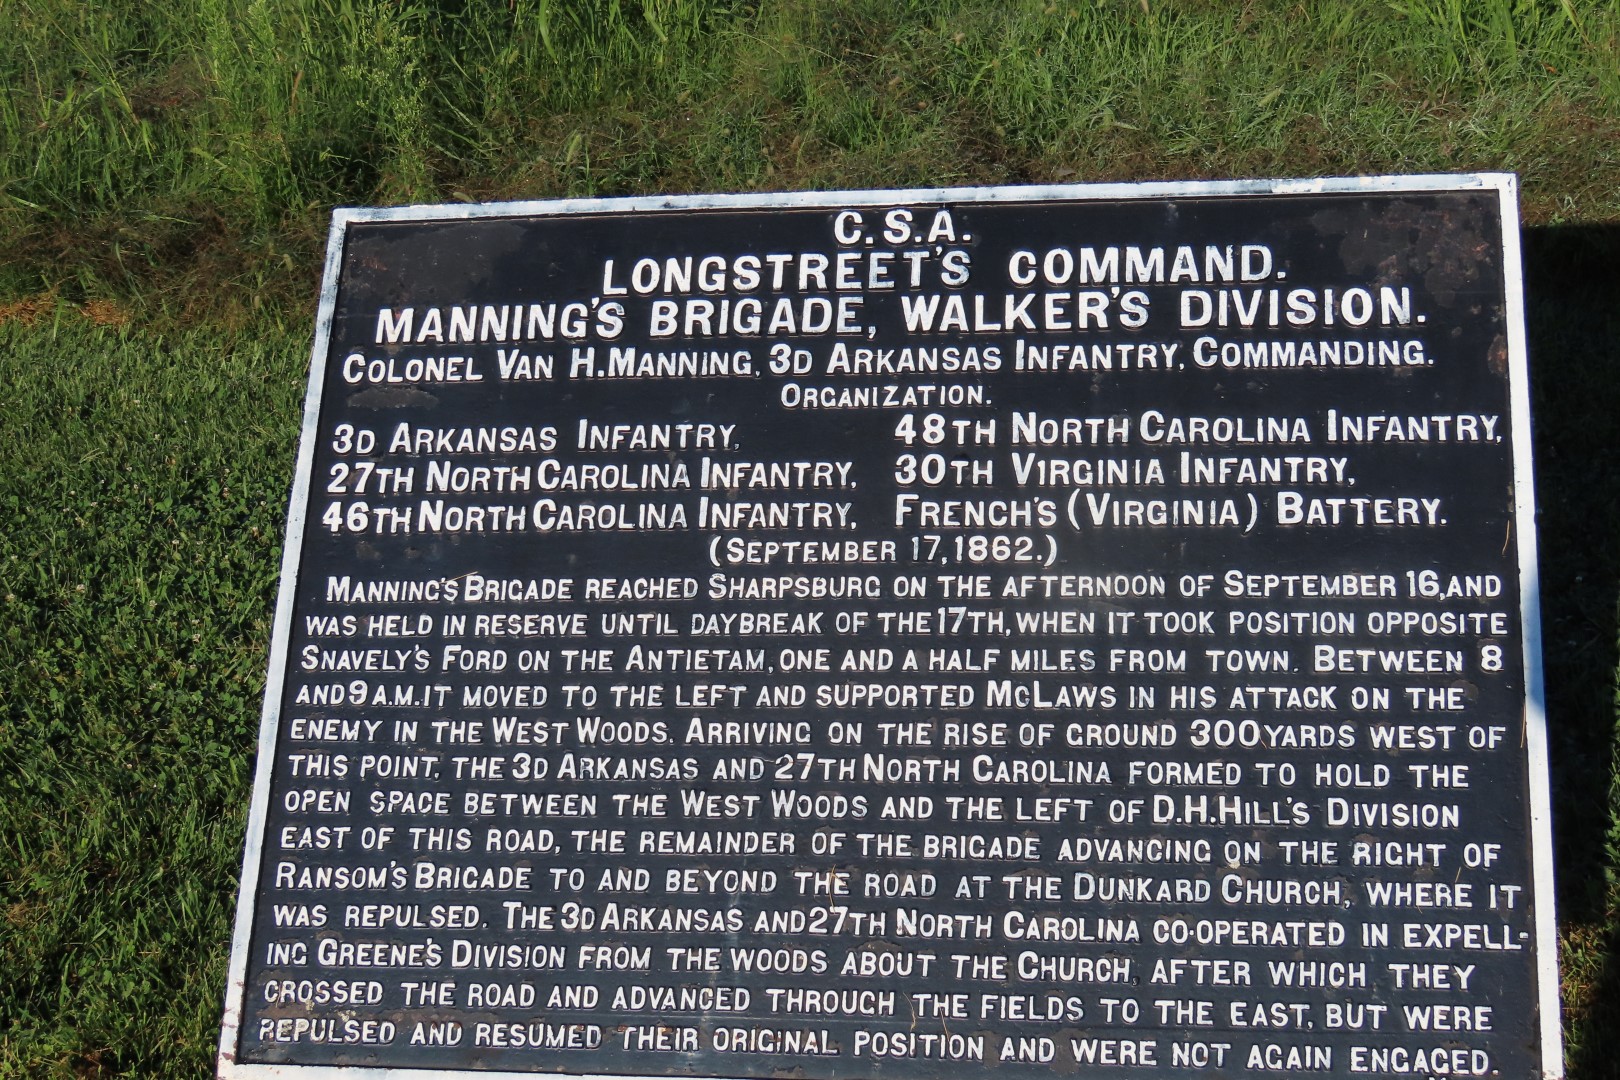 C.S.A.
LONGSTREET'S COMMAND.
MANNING'S BRIGADE, WALKER'S DIVISION.
COLONEL VAN H. MANNING, 3D ARKANSAS INFANTRY, COMMANDING.
ORGANIZATION.
3D ARKANSAS INFANTRY, 48TH NORTH CAROLINA INFANTRY,
27TH NORTH CAROLINA INFANTRY, 30TH VIRGINIA INFANTRY,
46TH NORTH CAROLINA INFANTRY, FRENCH'S (VIRGINIA) BATTERY.
(SEPTEMBER 17, 1862.)
MANNING'S BRIGADE REACHED SHARPSBURG ON THE AFTERNOON OF SEPTEMBER 16, AND
WAS HELD IN RESERVE UNTIL DAYBREAK OF THE 17TH, WHEN IT TOOK POSITION OPPOSITE
SNAVELY'S FORD ON THE ANTIETAM, ONE AND A HALF MILES FROM TOWN. BETWEEN 8
AND 9 A.M. IT MOVED TO THE LEFT AND SUPPORTED MCLAWS IN HIS ATTACK ON THE
ENEMY IN THE WEST WOODS. ARRIVING ON THE RISE OF GROUND 300 YARDS WEST OF
THIS POINT, THE 3D ARKANSAS AND 27TH NORTH CAROLINA FORMED TO HOLD THE
OPEN SPACE BETWEEN THE WEST WOODS AND THE LEFT OF D.H. HILL'S DIVISION
EAST OF THIS ROAD, THE REMAINDER OF THE BRIGADE ADVANCING ON THE RIGHT OF
RANSOM'S BRIGADE TO AND BEYOND THE ROAD AT THE DUNKARD CHURCH, WHERE IT
WAS REPULSED. THE 3D ARKANSAS AND 27TH NORTH CAROLINA CO-OPERATED IN EXPELL-
ING GREENE'S DIVISION FROM THE WOODS ABOUT THE CHURCH, AFTER WHICH THEY
CROSSED THE ROAD AND ADVANCED THROUGH THE FIELDS TO THE EAST, BUT WERE
REPULSED AND RESUMED THEIR ORIGINAL POSITION AND WERE NOT AGAIN ENGAGED.